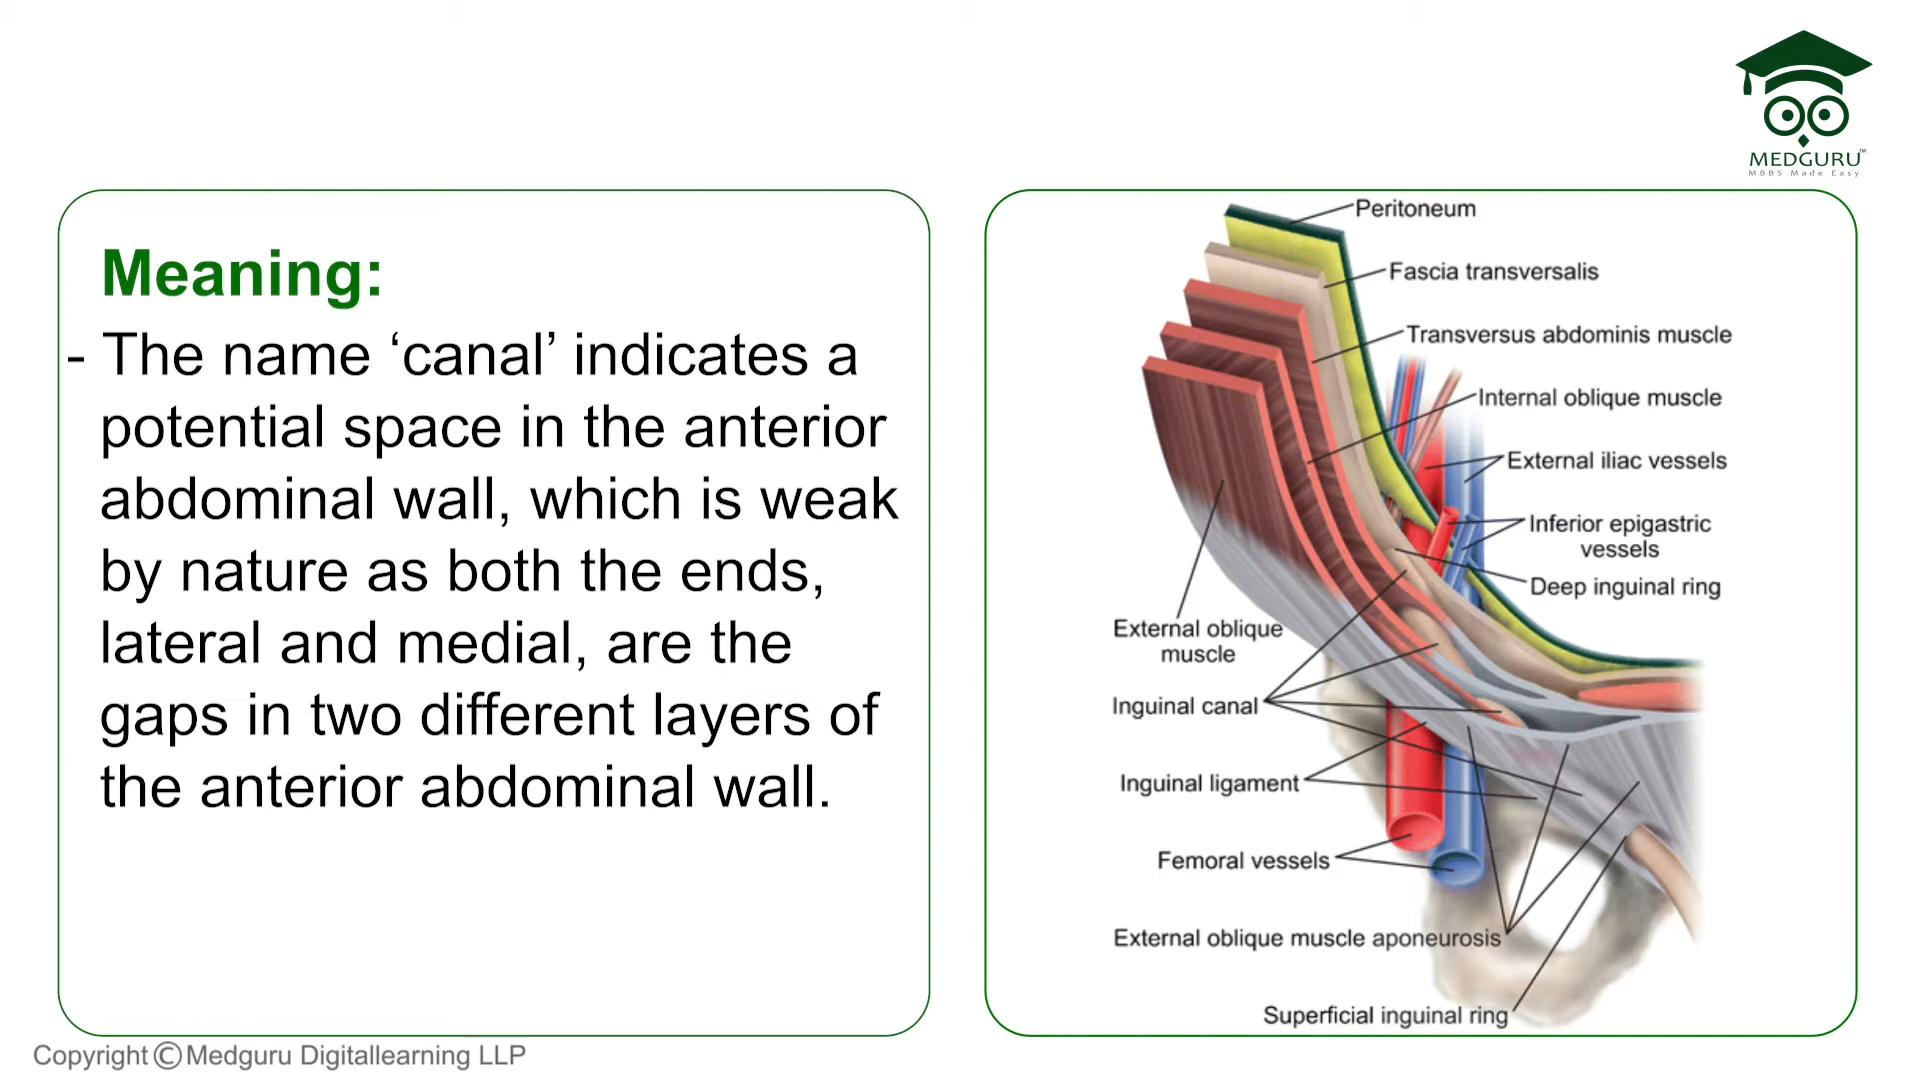 MEDGURU™
MBBS Made Easy
Meaning:
- The name ‘canal’ indicates a
potential space in the anterior
abdominal wall, which is weak
by nature as both the ends,
lateral and medial, are the
gaps in two different layers of
the anterior abdominal wall.
Peritoneum
Fascia transversalis
Transversus abdominis muscle
Internal oblique muscle
External iliac vessels
Inferior epigastric
vessels
Deep inguinal ring
External oblique
muscle
Inguinal canal
Inguinal ligament
Femoral vessels
External oblique muscle aponeurosis
Superficial inguinal ring
Copyright © Medguru Digitallearning LLP